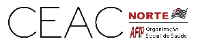 CEAC NORTE
AFIP Organização
Social de Saúde